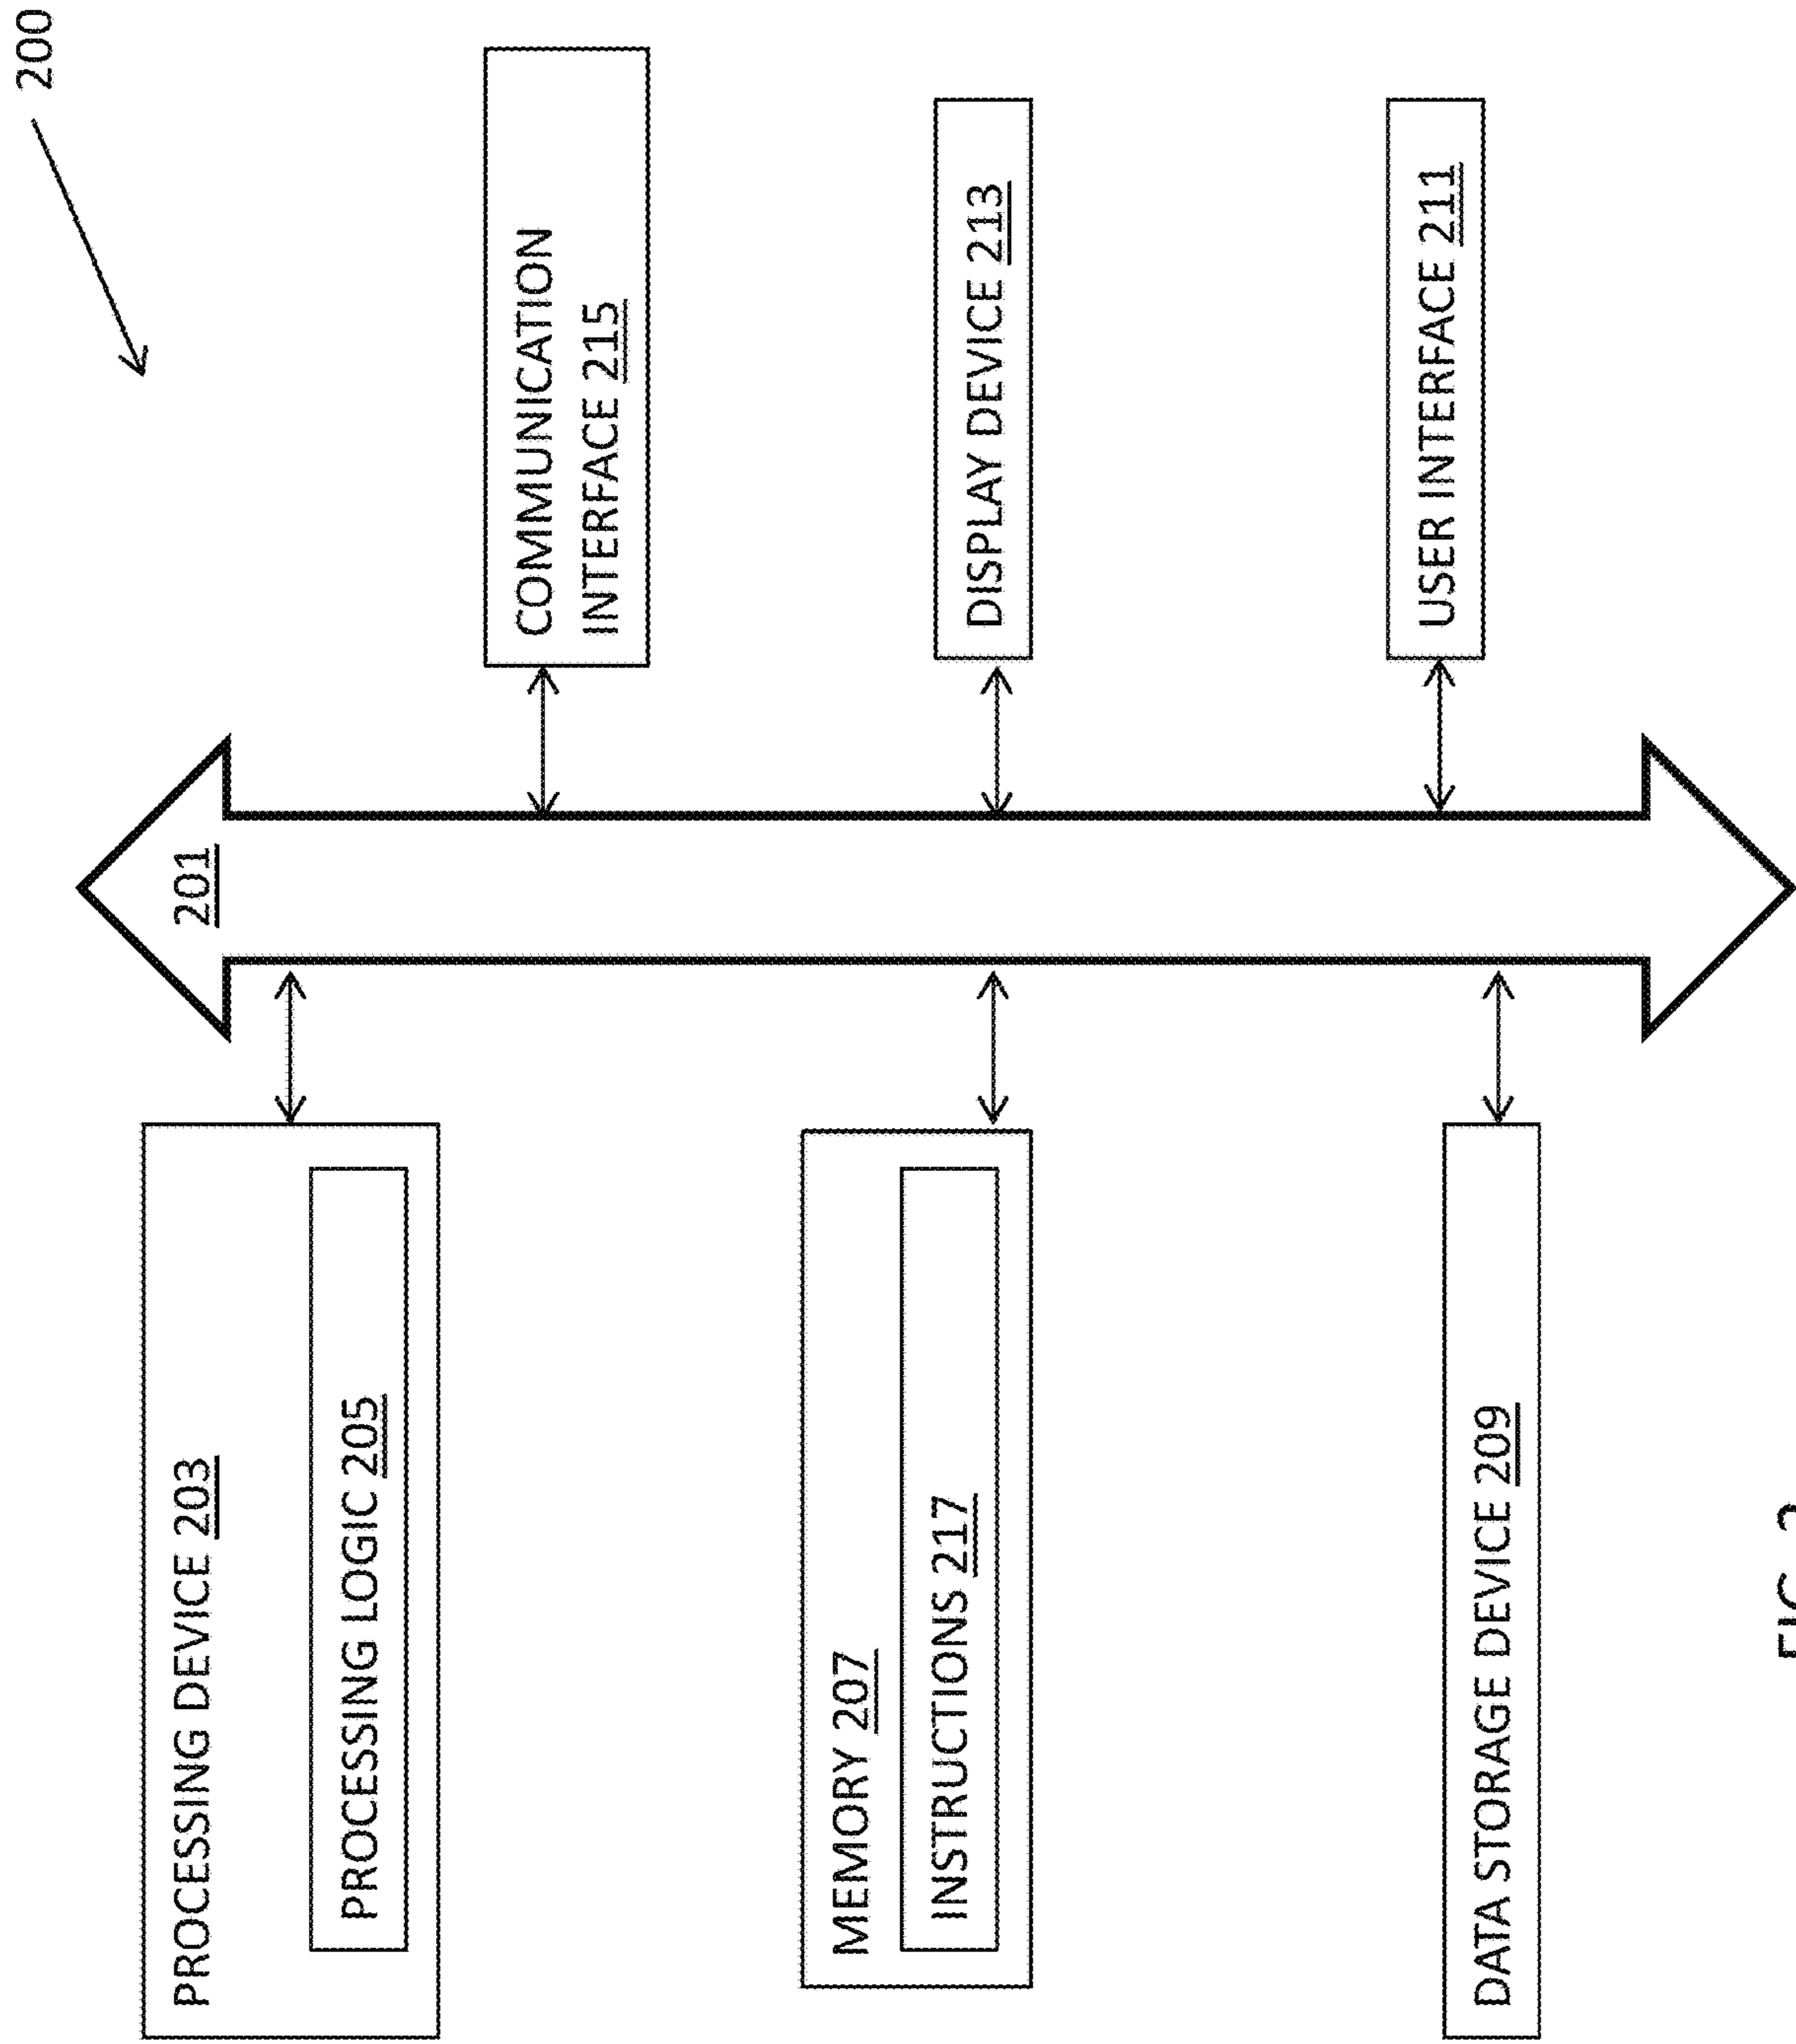 200
PROCESSING DEVICE 203
PROCESSING LOGIC 205
MEMORY 207
INSTRUCTIONS 217
DATA STORAGE DEVICE 209
201
COMMUNICATION
INTERFACE 215
DISPLAY DEVICE 213
USER INTERFACE 211